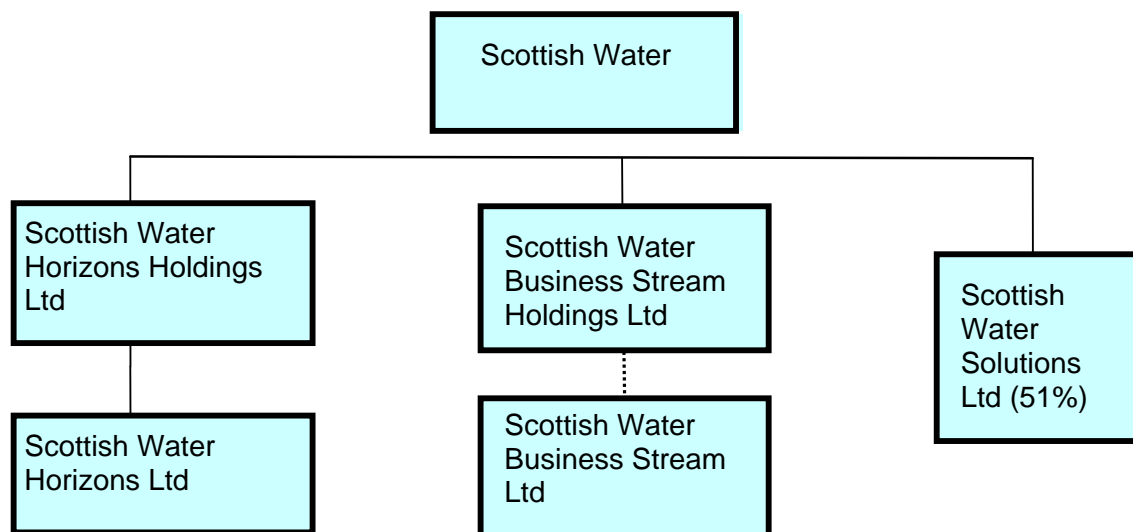 Scottish Water
Scottish Water
Horizons Holdings
Ltd
Scottish Water
Business Stream
Holdings Ltd
Scottish
Water
Solutions
Ltd (51%)
Scottish Water
Horizons Ltd
Scottish Water
Business Stream
Ltd